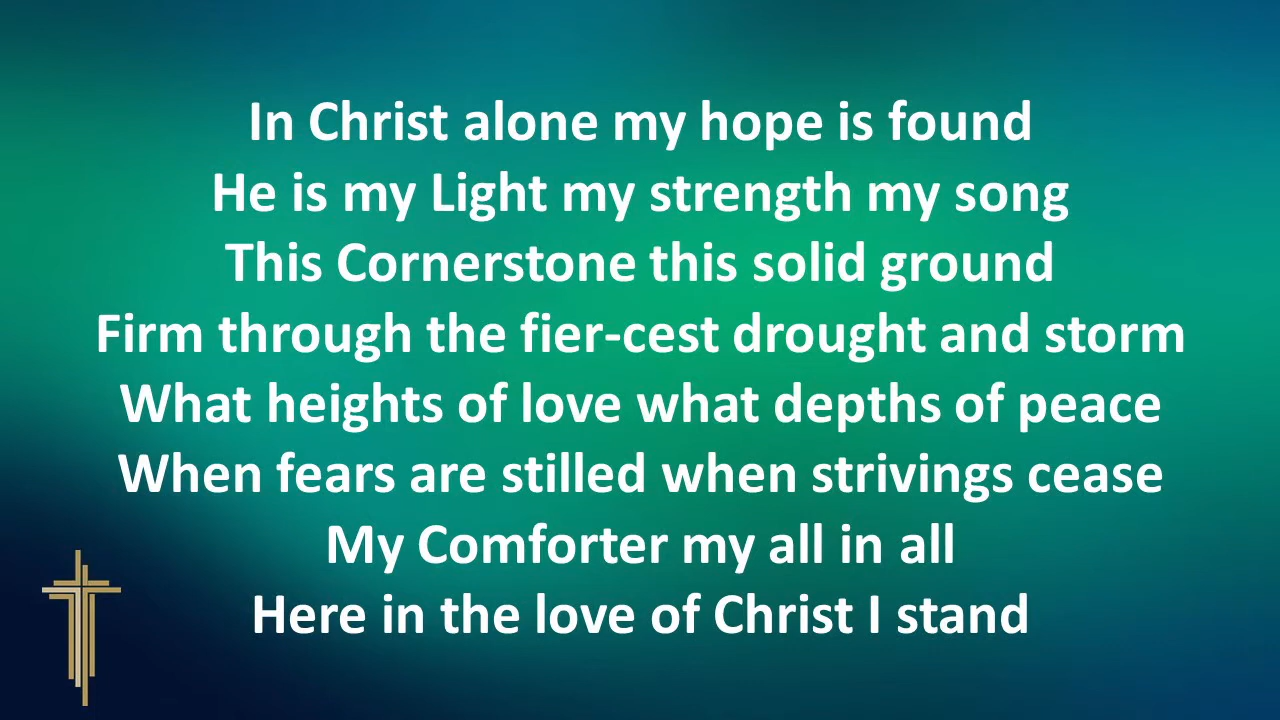 In Christ alone my hope is found
He is my Light my strength my song
This Cornerstone this solid ground
Firm through the fier-cest drought and storm
What heights of love what depths of peace
When fears are stilled when strivings cease
My Comforter my all in all
Here in the love of Christ I stand